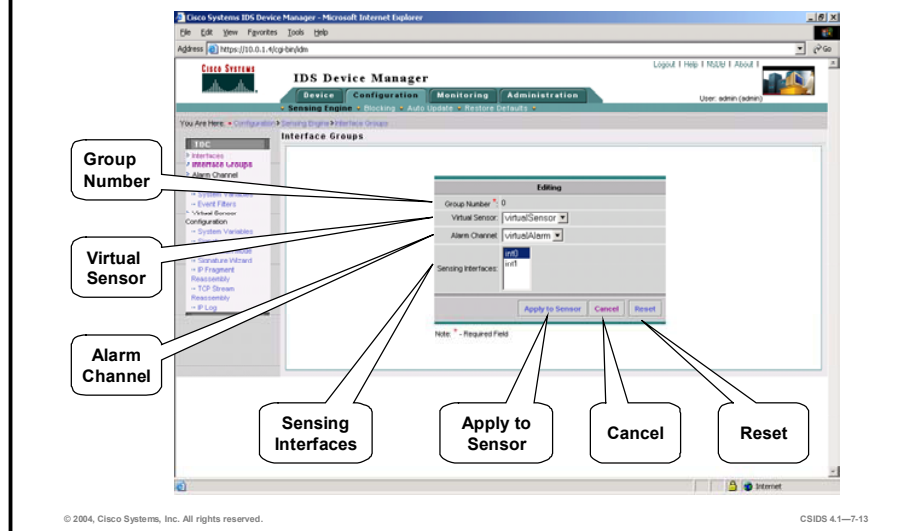 Cisco Systems IDS Device Manager - Microsoft Internet Explorer
File Edit View Favorites Tools Help
Address https://10.0.1.4/cgi-bin/idm Go
CISCO SYSTEMS
Logout | Help | NSDB | About |
IDS Device Manager
Device Configuration Monitoring Administration
User: admin (admin)
Sensing Engine Blocking Auto Update Restore Defaults
You Are Here: Configuration > Sensing Engine > Interface Groups
Interface Groups
TOC
Interfaces
Interface Groups
Alarm Channel
System Variables
Event Filters
Virtual Sensor
Configuration
System Variables
Signature Wizard
IP Fragment
Reassembly
TCP Stream
Reassembly
IP Log
Editing
Group Number *: 0
Virtual Sensor: virtualSensor
Alarm Channel: virtualAlarm
Sensing Interfaces: int0
int1
Apply to Sensor Cancel Reset
Note: * - Required Field
Group
Number
Virtual
Sensor
Alarm
Channel
Sensing
Interfaces
Apply to
Sensor
Cancel
Reset
Internet
© 2004, Cisco Systems, Inc. All rights reserved.
CSIDS 4.1—7-13